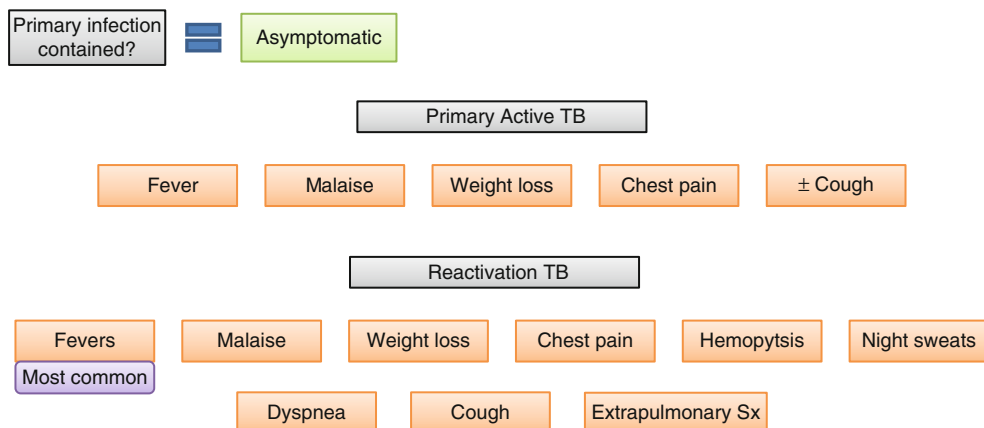 Primary infection
contained?
Asymptomatic
Primary Active TB
Fever
Malaise
Weight loss
Chest pain
± Cough
Reactivation TB
Fevers
Malaise
Weight loss
Chest pain
Hemopytsis
Night sweats
Most common
Dyspnea
Cough
Extrapulmonary Sx